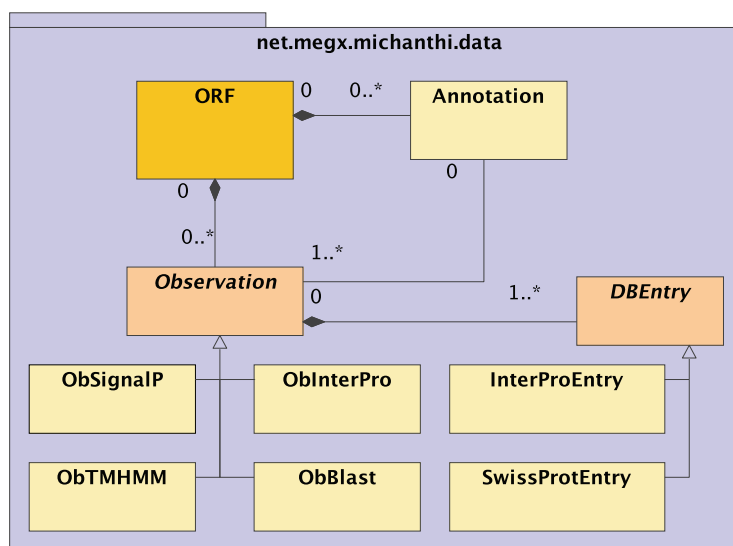 net.megx.michanthi.data
ORF
0
0..*
Annotation
0
0
0..*
1..*
Observation
0
1..*
DBEntry
ObSignalP
ObInterPro
InterProEntry
ObTMHMM
ObBlast
SwissProtEntry